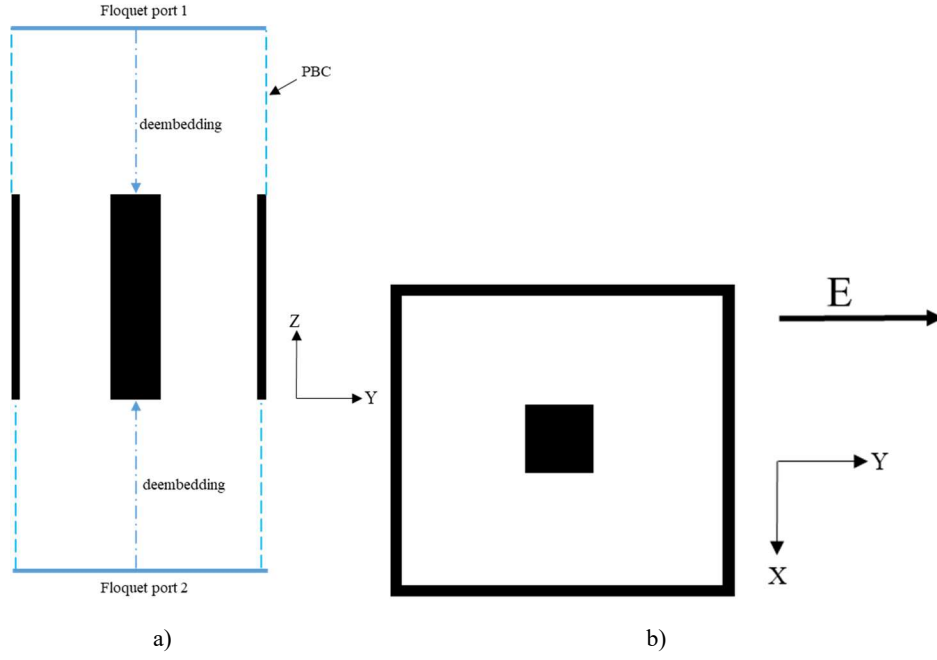 Floquet port 1
PBC
deembedding
Z
Y
deembedding
Floquet port 2
a)
E
Y
X
b)